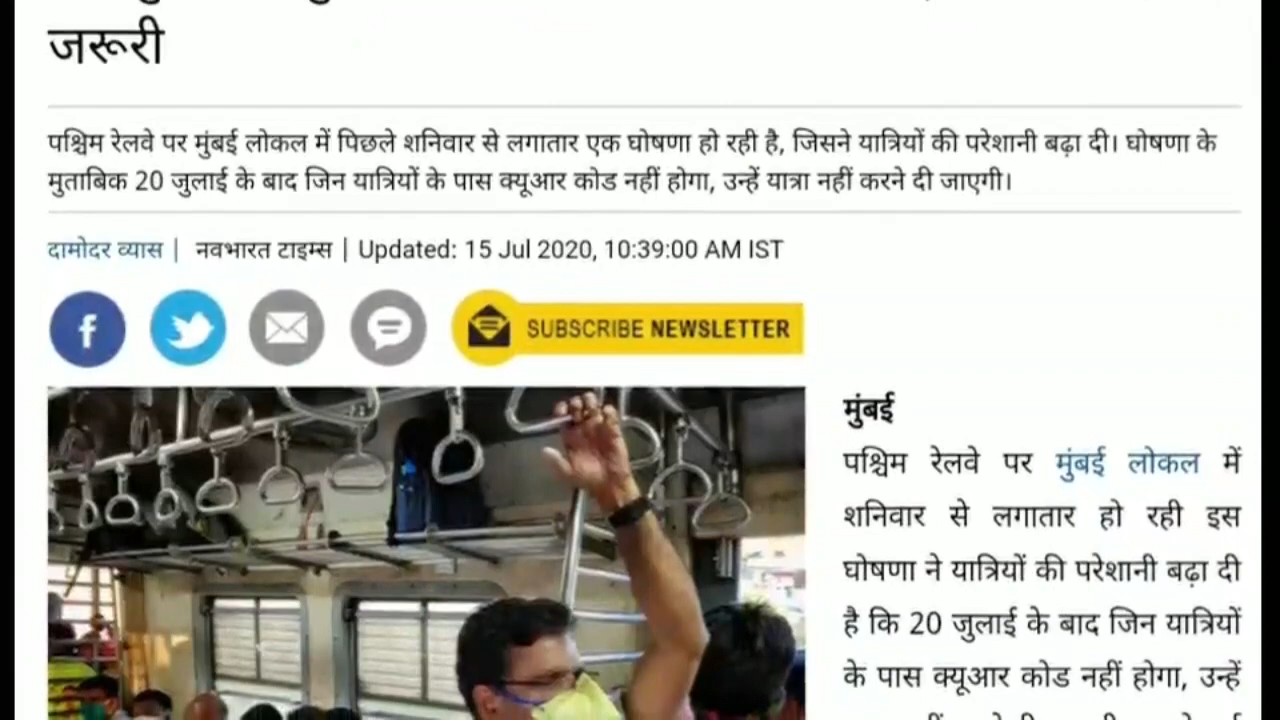 जरूरी
पश्चिम रेलवे पर मुंबई लोकल में पिछले शनिवार से लगातार एक घोषणा हो रही है, जिसने यात्रियों की परेशानी बढ़ा दी। घोषणा के
मुताबिक 20 जुलाई के बाद जिन यात्रियों के पास क्यूआर कोड नहीं होगा, उन्हें यात्रा नहीं करने दी जाएगी।
दामोदर व्यास | नवभारत टाइम्स | Updated: 15 Jul 2020, 10:39:00 AM IST
f
SUBSCRIBE NEWSLETTER
मुंबई
पश्चिम रेलवे पर मुंबई लोकल में
शनिवार से लगातार हो रही इस
घोषणा ने यात्रियों की परेशानी बढ़ा दी
है कि 20 जुलाई के बाद जिन यात्रियों
के पास क्यूआर कोड नहीं होगा, उन्हें